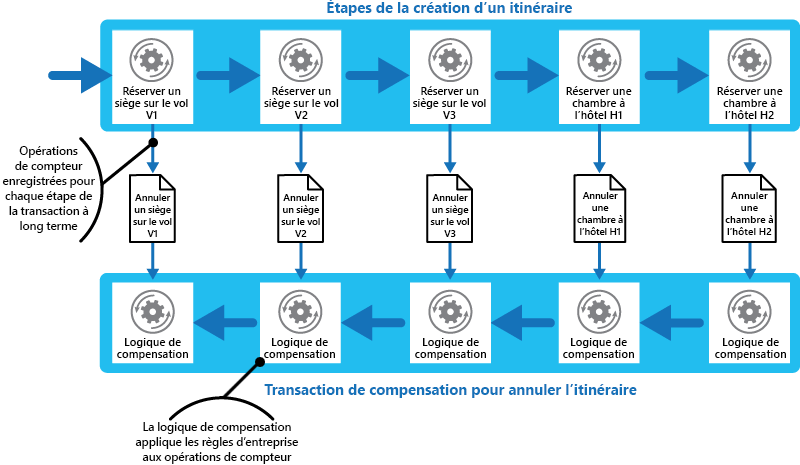 Étapes de la création d’un itinéraire
Réserver un
siège sur le vol
V1
Réserver un
siège sur le vol
V2
Réserver un
siège sur le vol
V3
Réserver une
chambre à
l’hôtel H1
Réserver une
chambre à
l’hôtel H2
Opérations
de compteur
enregistrées pour
chaque étape de
la transaction à
long terme
Annuler
un siège
sur le vol
V1
Annuler
un siège
sur le vol
V2
Annuler
un siège
sur le vol
V3
Annuler
une
chambre à
l’hôtel H1
Annuler
une
chambre à
l’hôtel H2
Logique de
compensation
Logique de
compensation
Logique de
compensation
Logique de
compensation
Logique de
compensation
Transaction de compensation pour annuler l’itinéraire
La logique de compensation
applique les règles d’entreprise
aux opérations de compteur